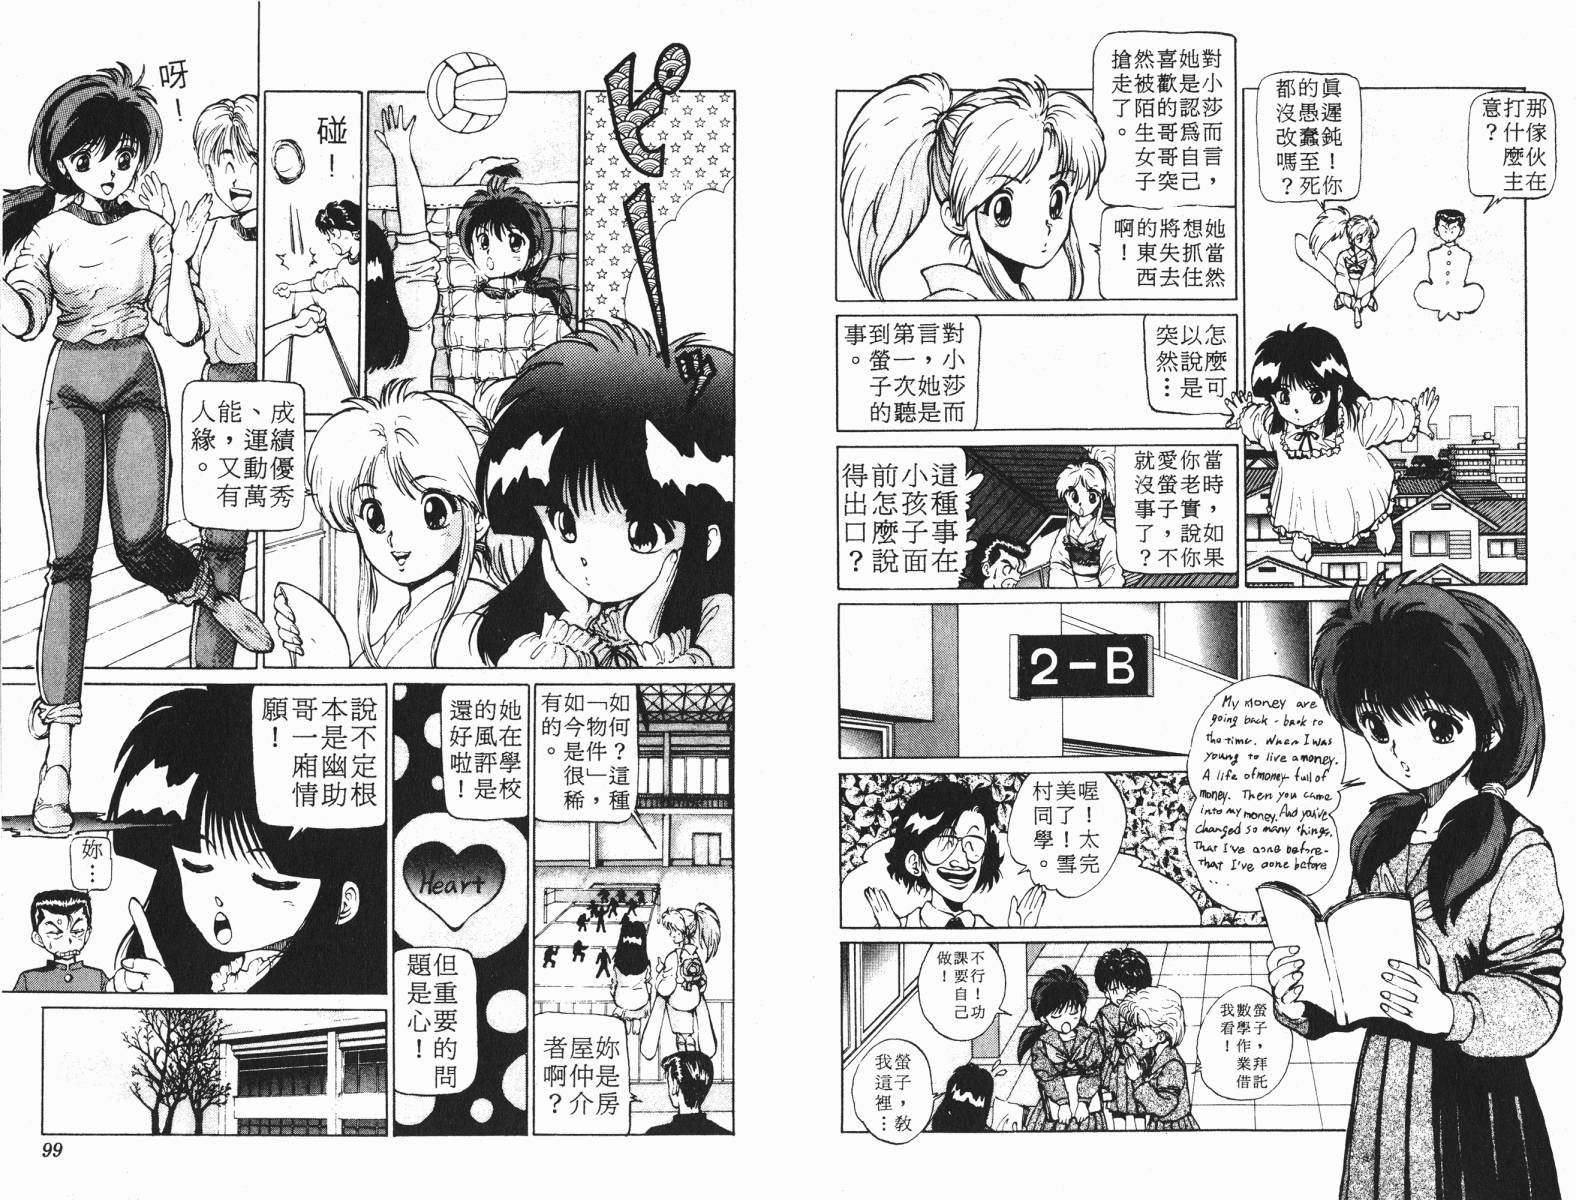 那傢伙在
打什麼主
意？
真遲鈍！你
的愚蠢至死
都沒改嗎？
對小莎而言，
她是認爲自己
喜歡的哥哥突
然被陌生女子
搶走了。
她當然
想抓住
將失去
的東西
啊！
怎麼可
以說是
突然…
對小莎而
言，她是
第一次聽
到螢子的
事。
當時，如果
你老實說你
愛螢子，不
就沒事了？
這種事在
小孩子面
前怎麼說
得出口？
2-B
My money are
going back - back to
the time. When I was
young to live a money.
A life of money full of
money. Then you came
into my money. And you've
changed so many things.
That I've gone before -
that I've gone before
喔！太完
美了！雪
村同學。
螢子，拜託
數學作業借
我看！
不行！功
課要自己
做！
螢子，教
我這裡…
ピーッ
碰！
呀！
成績優秀
、運動萬
能，又有
人緣。
如何？這種
「物件」，
如今是很稀
有的。
妳是房
屋仲介
者啊？
她在學校
的風評是
還好啦！
Heart
但重要的問
題是心！
說不定根
本是幽助
哥一廂情
願！
妳…
99